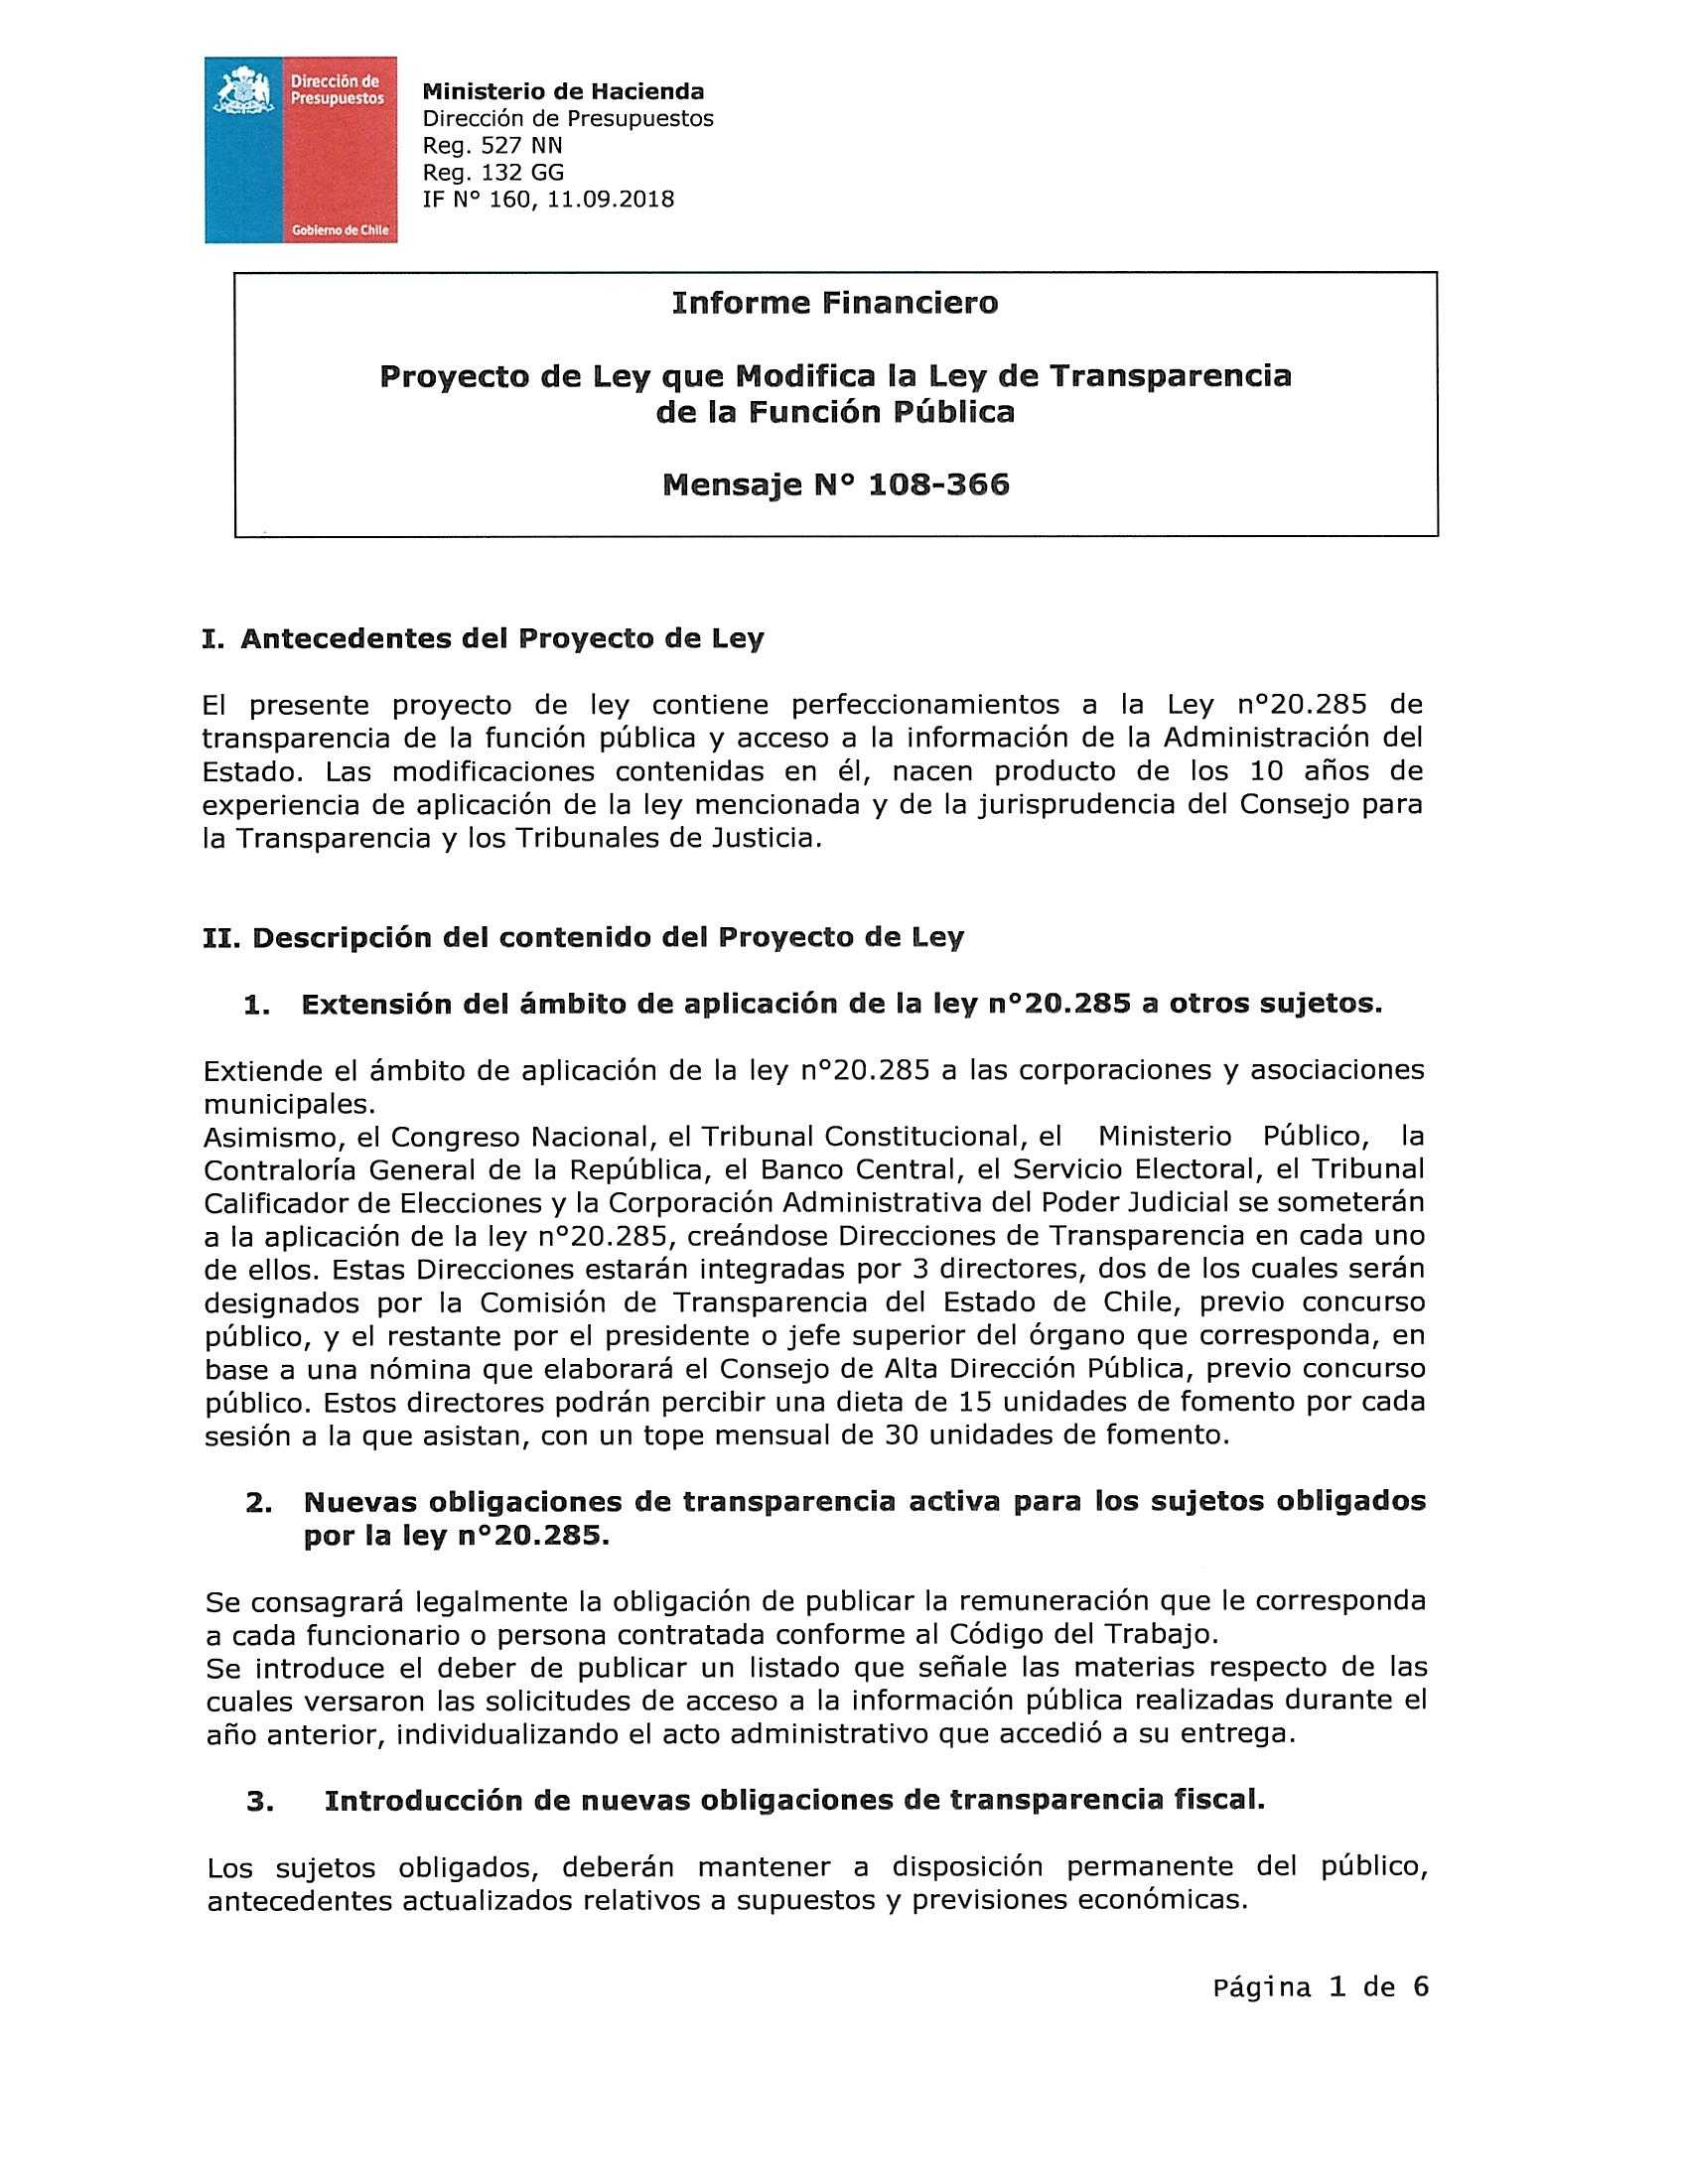 Dirección de
Presupuestos
Gobierno de Chile
Ministerio de Hacienda
Dirección de Presupuestos
Reg. 527 NN
Reg. 132 GG
IF N° 160, 11.09.2018
Informe Financiero
Proyecto de Ley que Modifica la Ley de Transparencia
de la Función Pública
Mensaje N° 108-366
I. Antecedentes del Proyecto de Ley
El presente proyecto de ley contiene perfeccionamientos a la Ley n°20.285 de
transparencia de la función pública y acceso a la información de la Administración del
Estado. Las modificaciones contenidas en él, nacen producto de los 10 años de
experiencia de aplicación de la ley mencionada y de la jurisprudencia del Consejo para
la Transparencia y los Tribunales de Justicia.
II. Descripción del contenido del Proyecto de Ley
1. Extensión del ámbito de aplicación de la ley n°20.285 a otros sujetos.
Extiende el ámbito de aplicación de la ley n°20.285 a las corporaciones y asociaciones
municipales.
Asimismo, el Congreso Nacional, el Tribunal Constitucional, el Ministerio Público, la
Contraloría General de la República, el Banco Central, el Servicio Electoral, el Tribunal
Calificador de Elecciones y la Corporación Administrativa del Poder Judicial se someterán
a la aplicación de la ley n°20.285, creándose Direcciones de Transparencia en cada uno
de ellos. Estas Direcciones estarán integradas por 3 directores, dos de los cuales serán
designados por la Comisión de Transparencia del Estado de Chile, previo concurso
público, y el restante por el presidente o jefe superior del órgano que corresponda, en
base a una nómina que elaborará el Consejo de Alta Dirección Pública, previo concurso
público. Estos directores podrán percibir una dieta de 15 unidades de fomento por cada
sesión a la que asistan, con un tope mensual de 30 unidades de fomento.
2. Nuevas obligaciones de transparencia activa para los sujetos obligados
por la ley n°20.285.
Se consagrará legalmente la obligación de publicar la remuneración que le corresponda
a cada funcionario o persona contratada conforme al Código del Trabajo.
Se introduce el deber de publicar un listado que señale las materias respecto de las
cuales versaron las solicitudes de acceso a la información pública realizadas durante el
año anterior, individualizando el acto administrativo que accedió a su entrega.
3. Introducción de nuevas obligaciones de transparencia fiscal.
Los sujetos obligados, deberán mantener a disposición permanente del público,
antecedentes actualizados relativos a supuestos y previsiones económicas.
Página 1 de 6